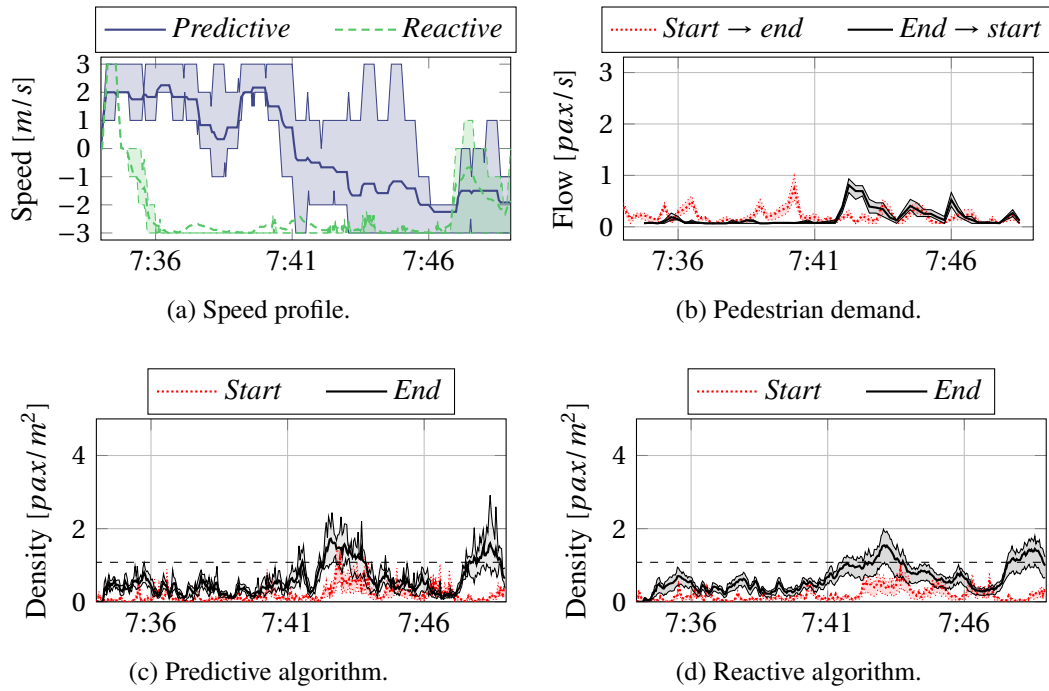 Predictive Reactive
Speed [m/s]
3
2
1
0
−1
−2
−3
7:36 7:41 7:46
(a) Speed profile.
Start → end End → start
Flow [pax/s]
3
2
1
0
7:36 7:41 7:46
(b) Pedestrian demand.
Start End
Density [pax/m²]
4
2
0
7:36 7:41 7:46
(c) Predictive algorithm.
Start End
Density [pax/m²]
4
2
0
7:36 7:41 7:46
(d) Reactive algorithm.